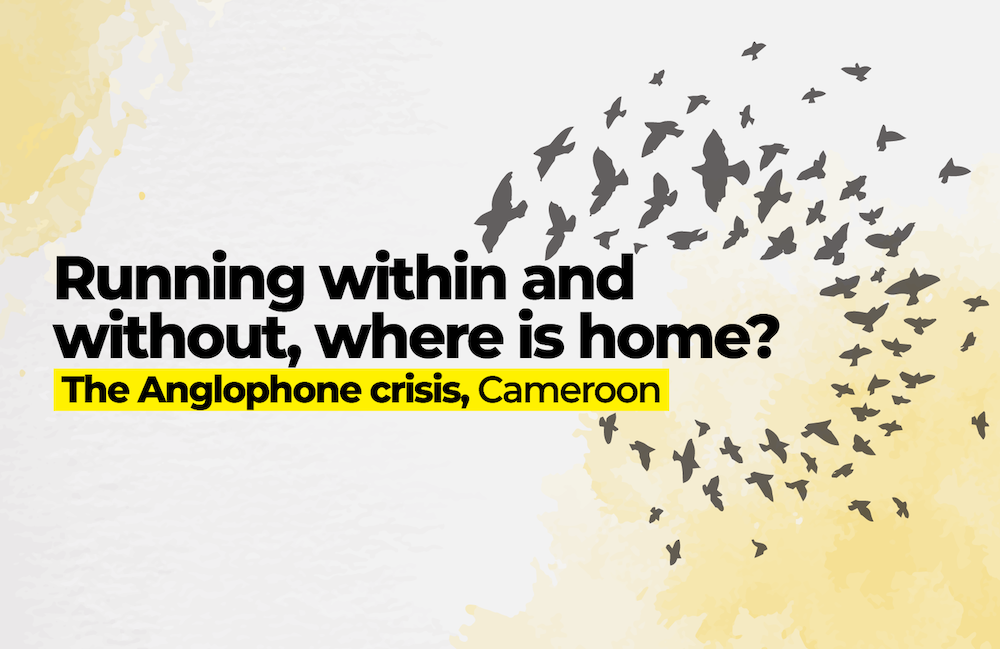 Running within and
without, where is home?
The Anglophone crisis, Cameroon